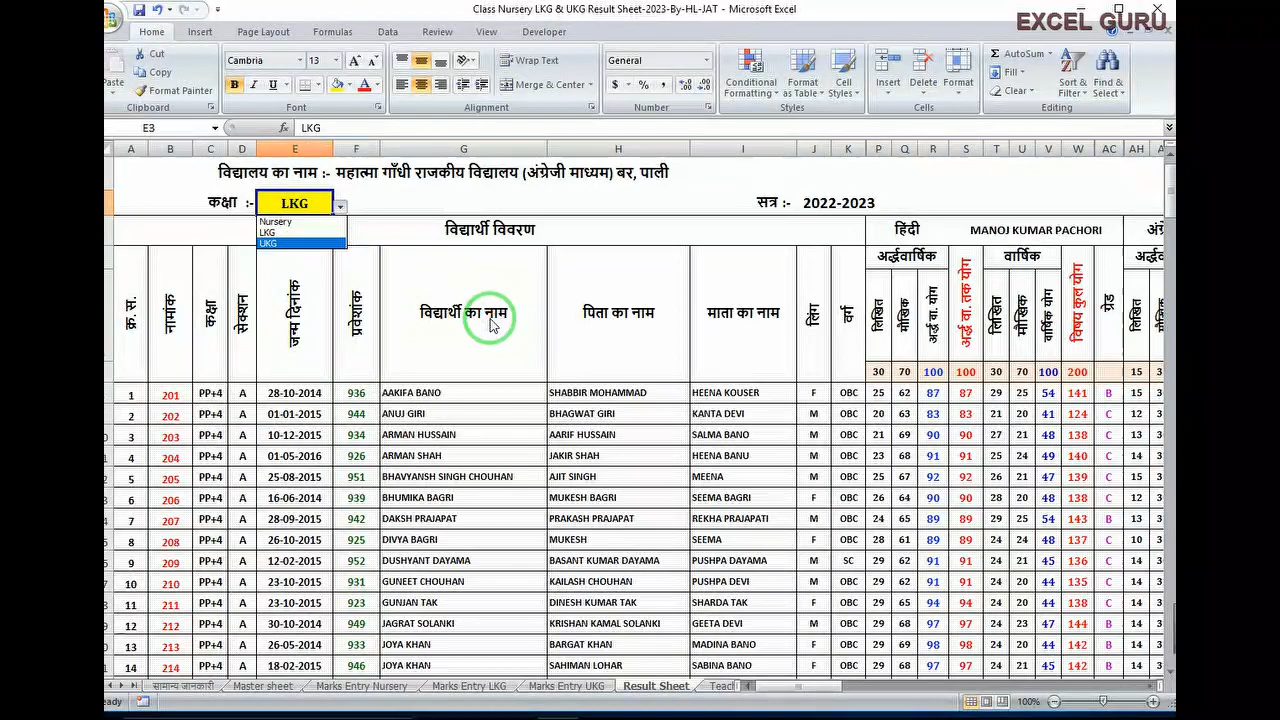 Class Nursery LKG & UKG Result Sheet-2023-By-HL-JAT - Microsoft Excel
EXCEL GURU
Home Insert Page Layout Formulas Data Review View Developer
Cut
Copy
Format Painter
Clipboard
Cambria 13
B I U
Font
Wrap Text
Merge & Center
Alignment
General
$ % ,
Number
Conditional Formatting
Format as Table
Cell Styles
Styles
Insert Delete Format
Cells
AutoSum
Fill
Clear
Sort & Filter
Find & Select
Editing
E3 fx LKG
A B C D E F G H I J K P Q R S T U V W AC AH
विद्यालय का नाम :- महात्मा गाँधी राजकीय विद्यालय (अंग्रेजी माध्यम) बर, पाली
कक्षा :- LKG सत्र :- 2022-2023
Nursery
LKG
UKG
विद्यार्थी विवरण हिंदी MANOJ KUMAR PACHORI
अर्द्धवार्षिक वार्षिक
क्र. स. नामांक कक्षा सेक्शन जन्म दिनांक प्रवेशांक विद्यार्थी का नाम पिता का नाम माता का नाम लिंग वर्ग लिखित मौखिक अर्द्ध वा. योग अर्द्ध वा. तक योग लिखित मौखिक वार्षिक योग विषय कुल योग ग्रेड लिखित
30 70 100 100 30 70 100 200 15
1 201 PP+4 A 28-10-2014 936 AAKIFA BANO SHABBIR MOHAMMAD HEENA KOUSER F OBC 25 62 87 87 29 25 54 141 B 15
2 202 PP+4 A 01-01-2015 944 ANUJ GIRI BHAGWAT GIRI KANTA DEVI M OBC 20 63 83 83 20 21 41 124 C 12
3 203 PP+4 A 10-12-2015 934 ARMAN HUSSAIN AARIF HUSSAIN SALMA BANO M OBC 21 69 90 90 27 21 48 138 C 13
4 204 PP+4 A 01-05-2016 926 ARMAN SHAH JAKIR SHAH HEENA BANU M OBC 23 68 91 91 25 24 49 140 C 14
5 205 PP+4 A 25-08-2015 951 BHAVYANSH SINGH CHOUHAN AJIT SINGH MEENA M OBC 25 67 92 92 26 21 47 139 C 15
6 206 PP+4 A 16-06-2014 939 BHUMIKA BAGRI MUKESH BAGRI SEEMA BAGRI F OBC 26 64 90 90 28 20 48 138 C 12
7 207 PP+4 A 28-09-2015 942 DAKSH PRAJAPAT PRAKASH PRAJAPAT REKHA PRAJAPATI M OBC 24 65 89 89 29 25 54 143 B 13
8 208 PP+4 A 26-10-2015 925 DIVYA BAGRI MUKESH SEEMA F OBC 28 61 89 89 24 24 48 137 C 10
9 209 PP+4 A 12-02-2015 952 DUSHYANT DAYAMA BASANT KUMAR DAYAMA PUSHPA DAYAMA M SC 29 62 91 91 24 21 45 136 C 14
10 210 PP+4 A 23-10-2015 931 GUNEET CHOUHAN KAILASH CHOUHAN PUSHPA DEVI M OBC 29 62 91 91 24 20 44 135 C 14
11 211 PP+4 A 23-10-2015 923 GUNJAN TAK DINESH KUMAR TAK SHARDA TAK F OBC 29 65 94 94 24 20 44 138 C 14
12 212 PP+4 A 30-10-2014 949 JAGRAT SOLANKI KRISHAN KAMAL SOLANKI GEETA DEVI M OBC 29 68 97 97 24 23 47 144 B 14
13 213 PP+4 A 26-05-2014 933 JOYA KHAN BARGAT KHAN MADINA BANO F OBC 29 69 98 98 24 20 44 142 B 14
14 214 PP+4 A 18-02-2015 946 JOYA KHAN SAHIMAN LOHAR SABINA BANO F OBC 29 68 97 97 24 21 45 142 B 14
सामान्य जानकारी Master sheet Marks Entry Nursery Marks Entry LKG Marks Entry UKG Result Sheet
100%